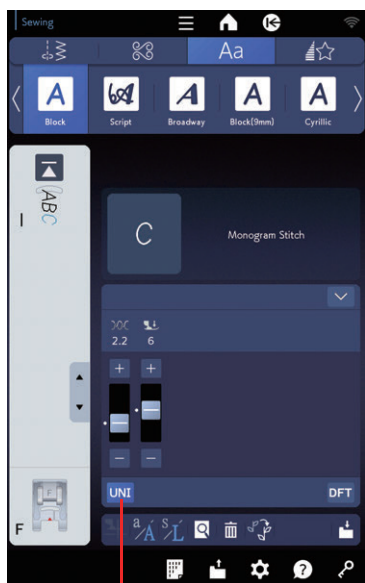 Sewing
Aa
A A A A A
Block Script Broadway Block(9mm) Cyrillic
ABC
C
Monogram Stitch
2.2 6
+ +
− −
UNI DFT
F
F
a/Á S/Ĺ
?